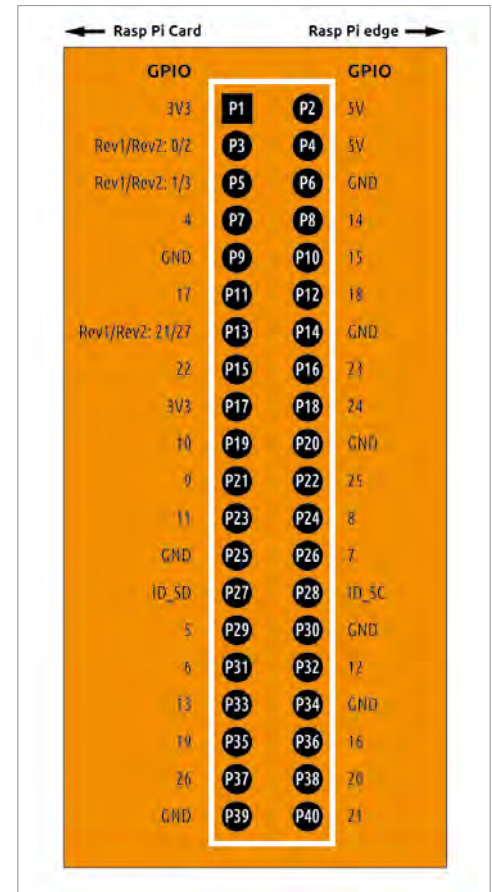 Rasp Pi Card Rasp Pi edge
GPIO GPIO
3V3 P1 P2 5V
Rev1/Rev2: 0/2 P3 P4 5V
Rev1/Rev2: 1/3 P5 P6 GND
4 P7 P8 14
GND P9 P10 15
17 P11 P12 18
Rev1/Rev2: 21/27 P13 P14 GND
22 P15 P16 23
3V3 P17 P18 24
10 P19 P20 GND
9 P21 P22 25
11 P23 P24 8
GND P25 P26 7
ID_SD P27 P28 ID_SC
5 P29 P30 GND
6 P31 P32 12
13 P33 P34 GND
19 P35 P36 16
26 P37 P38 20
GND P39 P40 21